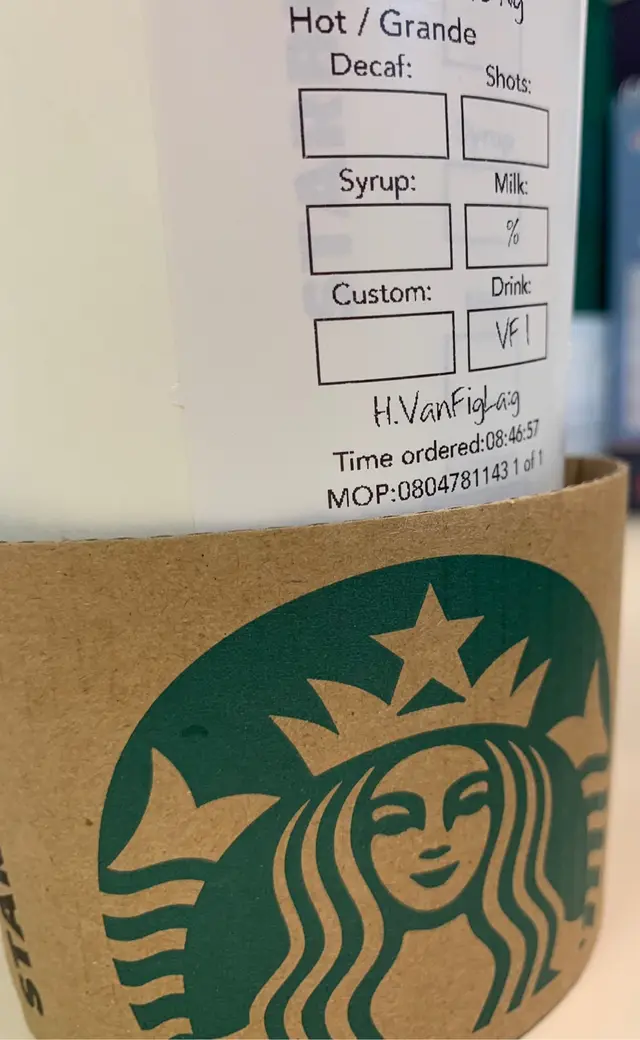 Hot / Grande
Decaf: Shots:
Syrup: Milk:
%
Custom: Drink:
VF1
H.VanFigLa:g
Time ordered:08:46:57
MOP:0804781143 1 of 1